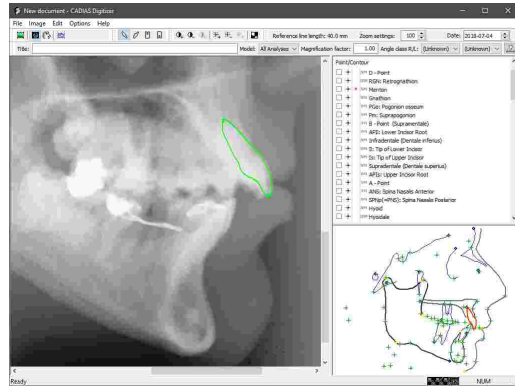 New document - CADIAS Digitizer
File Image Edit Options Help
Reference line length: 40.0 mm Zoom settings: 100 Date: 2018-07-04
Title: Model: All Analyses Magnification factor: 1.00 Angle class R/L: (Unknown) (Unknown)
Point/Contour
D - Point
RGN: Retrognathion
Menton
Gnathion
PGo: Pogonion osseum
Pm: Suprapogonion
B - Point (Supramentale)
APII: Lower Incisor Root
Infradentale (Dentale inferius)
II: Tip of Lower Incisor
Is: Tip of Upper Incisor
Supradentale (Dentale superius)
APIs: Upper Incisor Root
A - Point
ANS: Spina Nasalis Anterior
SPNp(=PNS): Spina Nasalis Posterior
Hyoid
Hyoidale
Ready NUM